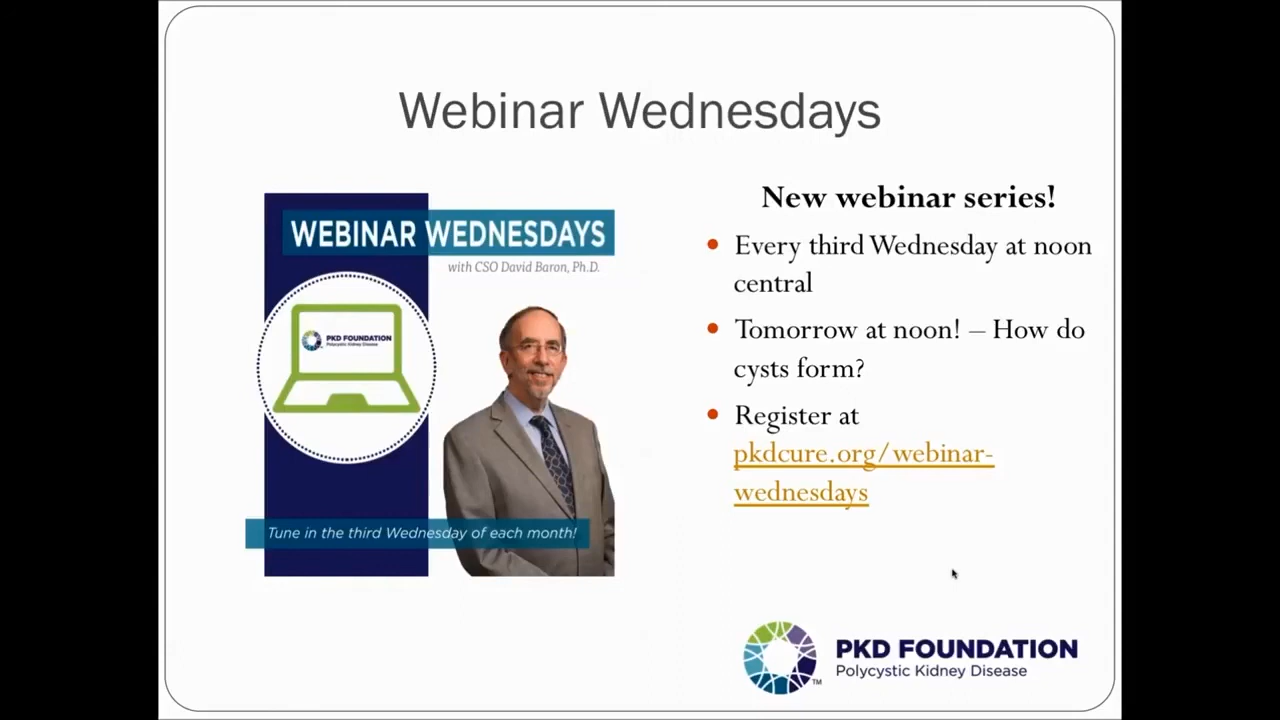 Webinar Wednesdays
WEBINAR WEDNESDAYS
with CSO David Baron, Ph.D.
PKD FOUNDATION
Polycystic Kidney Disease
Tune in the third Wednesday of each month!
New webinar series!
• Every third Wednesday at noon
central
• Tomorrow at noon! – How do
cysts form?
• Register at
pkdcure.org/webinar-
wednesdays
PKD FOUNDATION
Polycystic Kidney Disease
TM